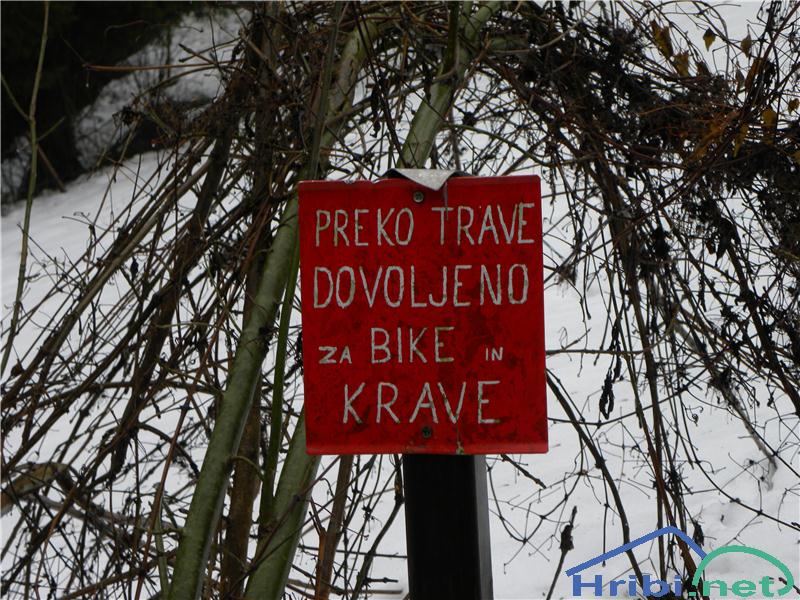 PREKO TRAVE
DOVOLJENO
ZA BIKE IN
KRAVE
Hribi.net